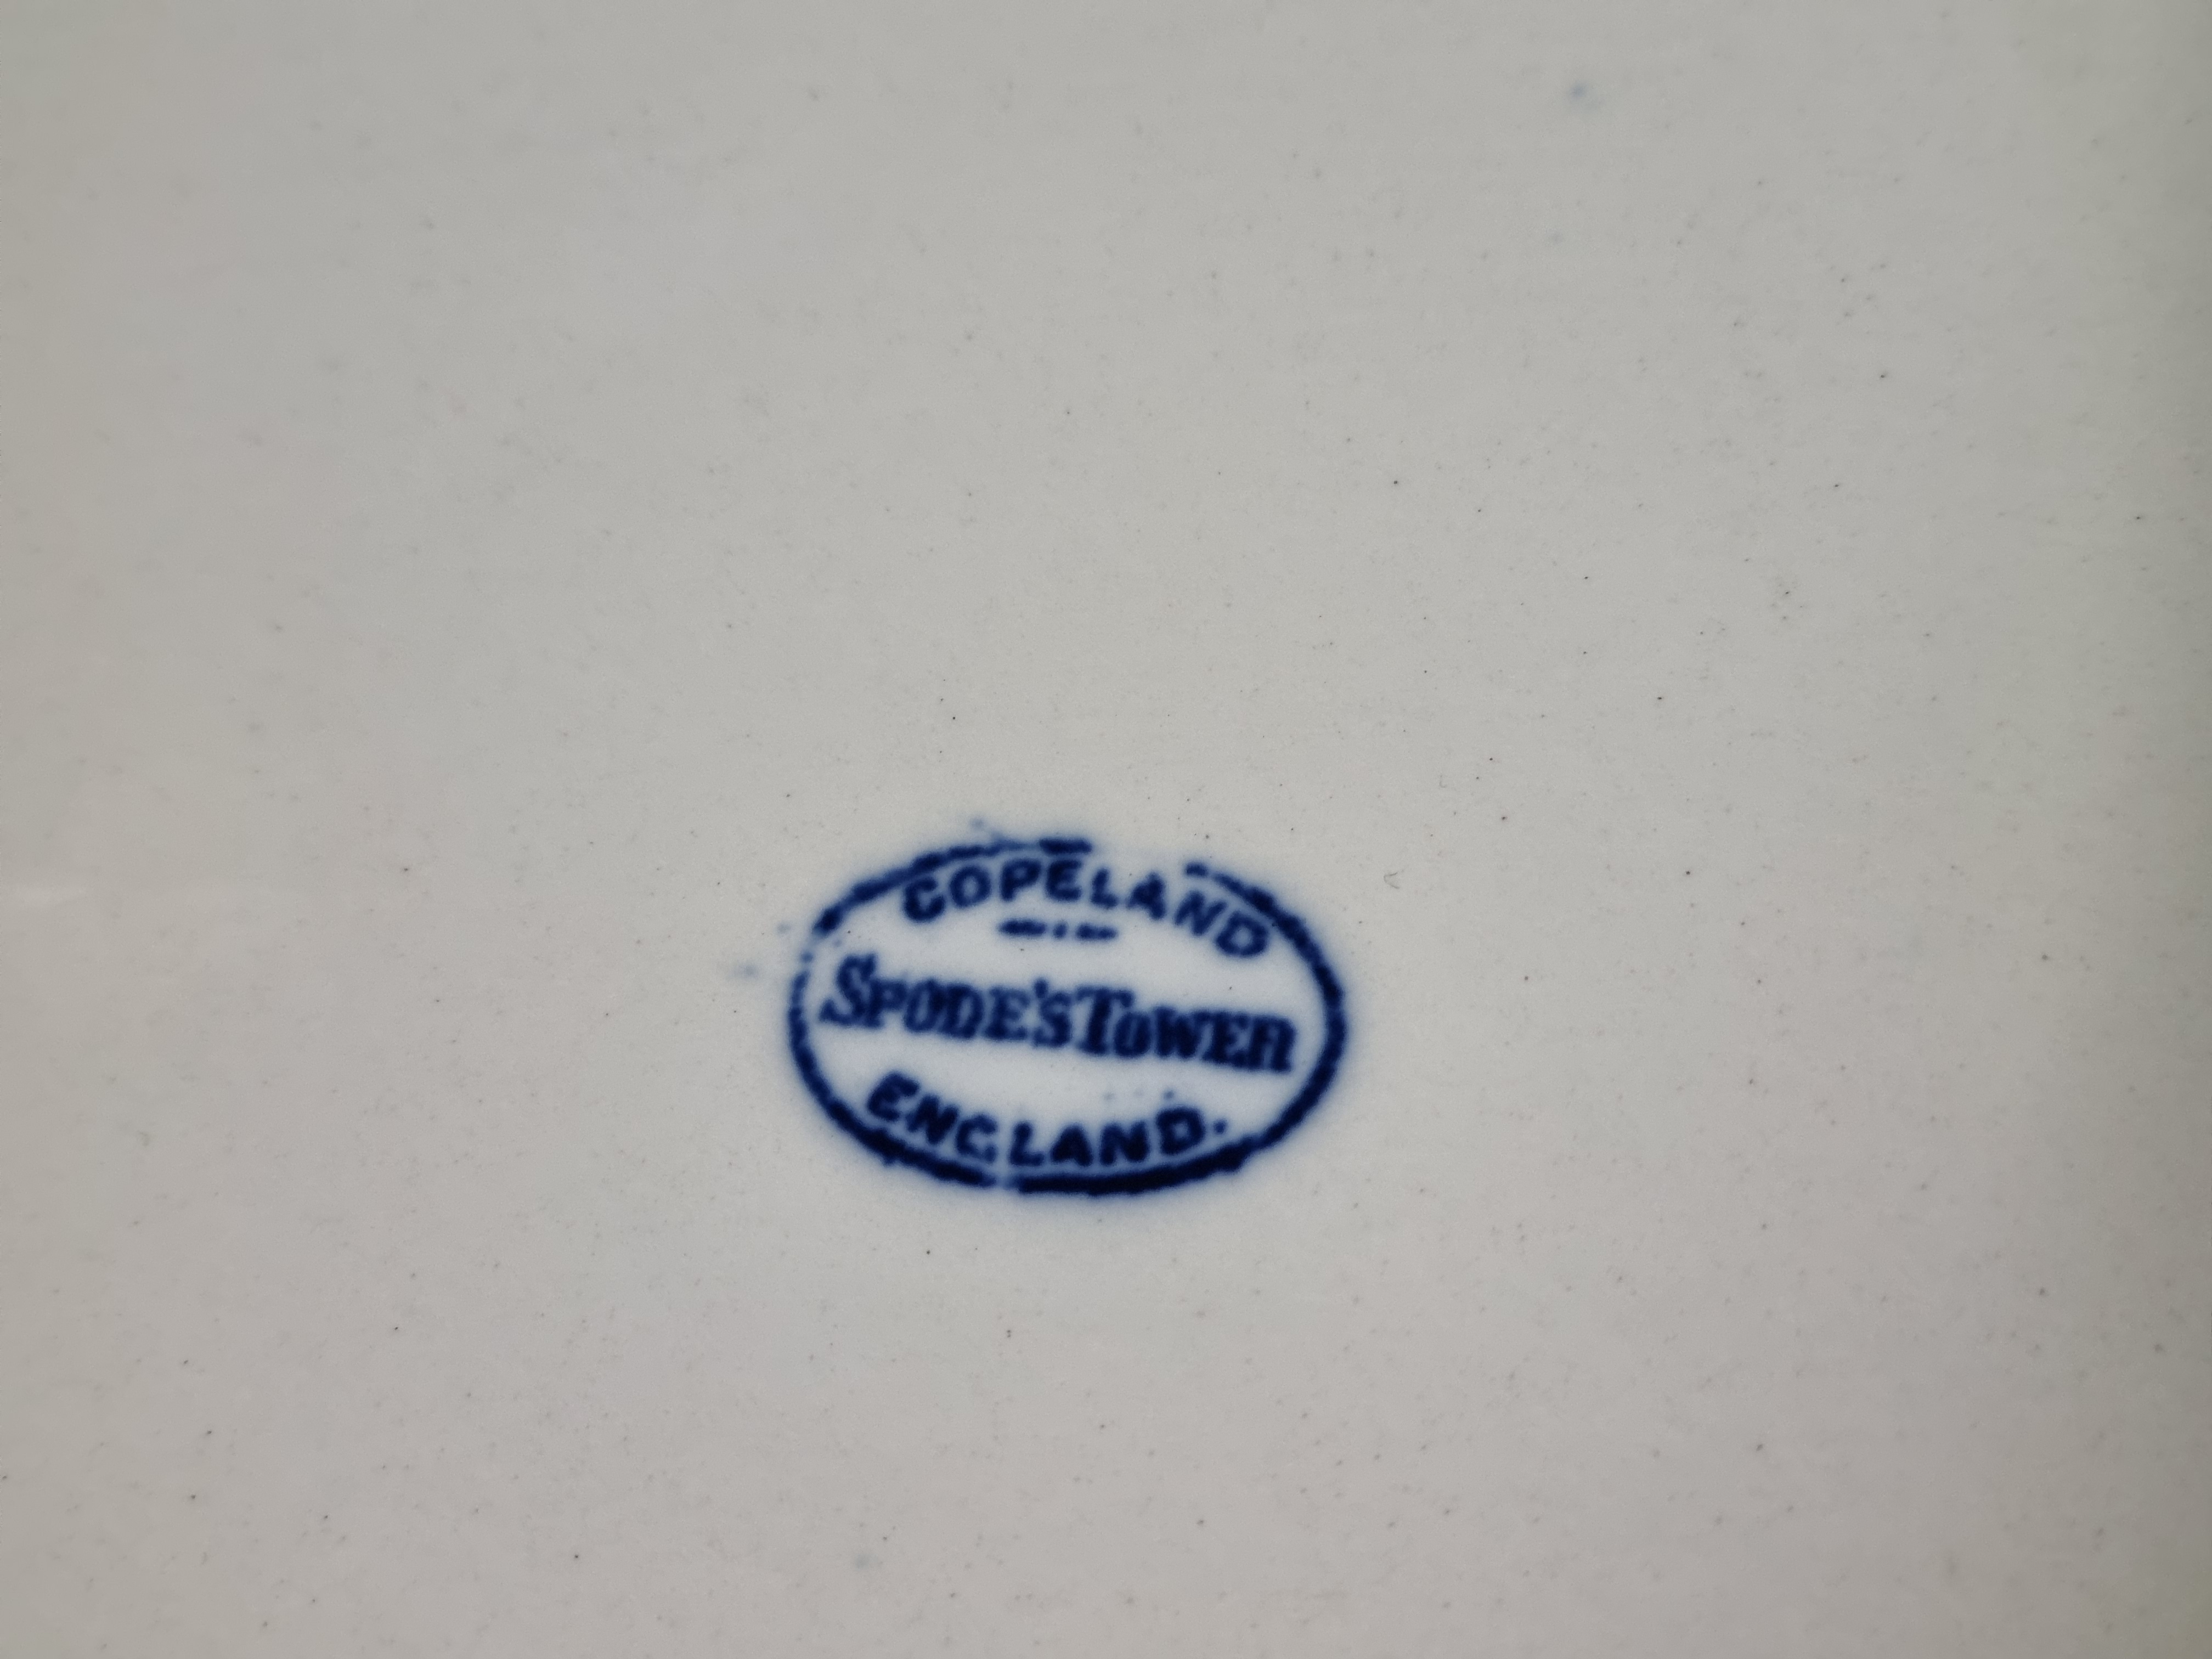 COPELAND
SPODE'S TOWER
ENGLAND.